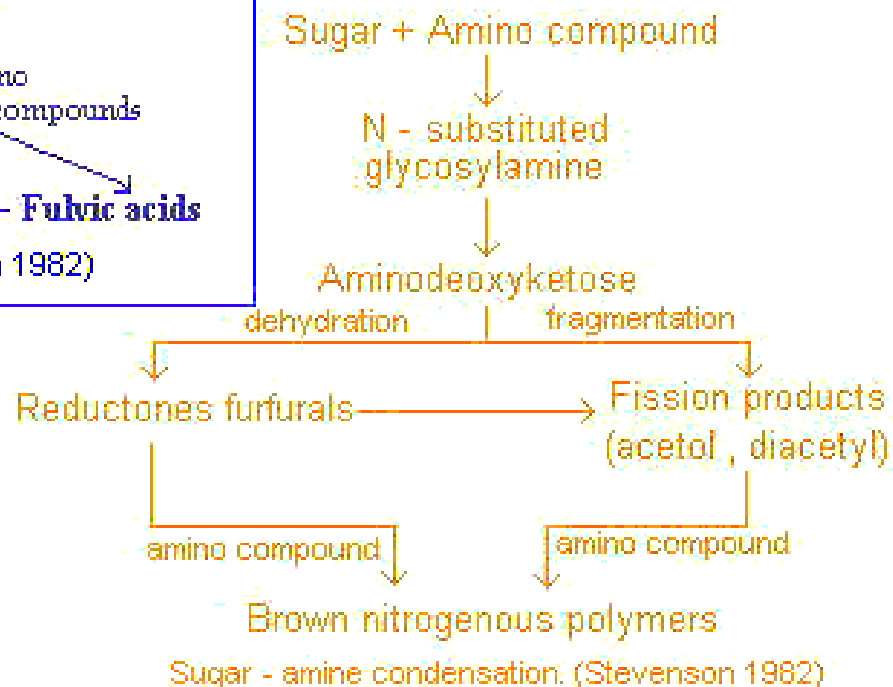 no
compounds
- Fulvic acids
1982)
Sugar + Amino compound
N - substituted
glycosylamine
Aminodeoxyketose
dehydration fragmentation
Reductones furfurals
Fission products
(acetol , diacetyl)
amino compound amino compound
Brown nitrogenous polymers
Sugar - amine condensation. (Stevenson 1982)